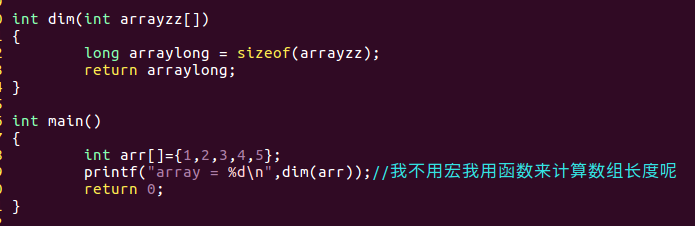 int dim(int arrayzz[])
{
        long arraylong = sizeof(arrayzz);
        return arraylong;
}

int main()
{
        int arr[]={1,2,3,4,5};
        printf("array = %d\n",dim(arr));//我不用宏我用函数来计算数组长度呢
        return 0;
}